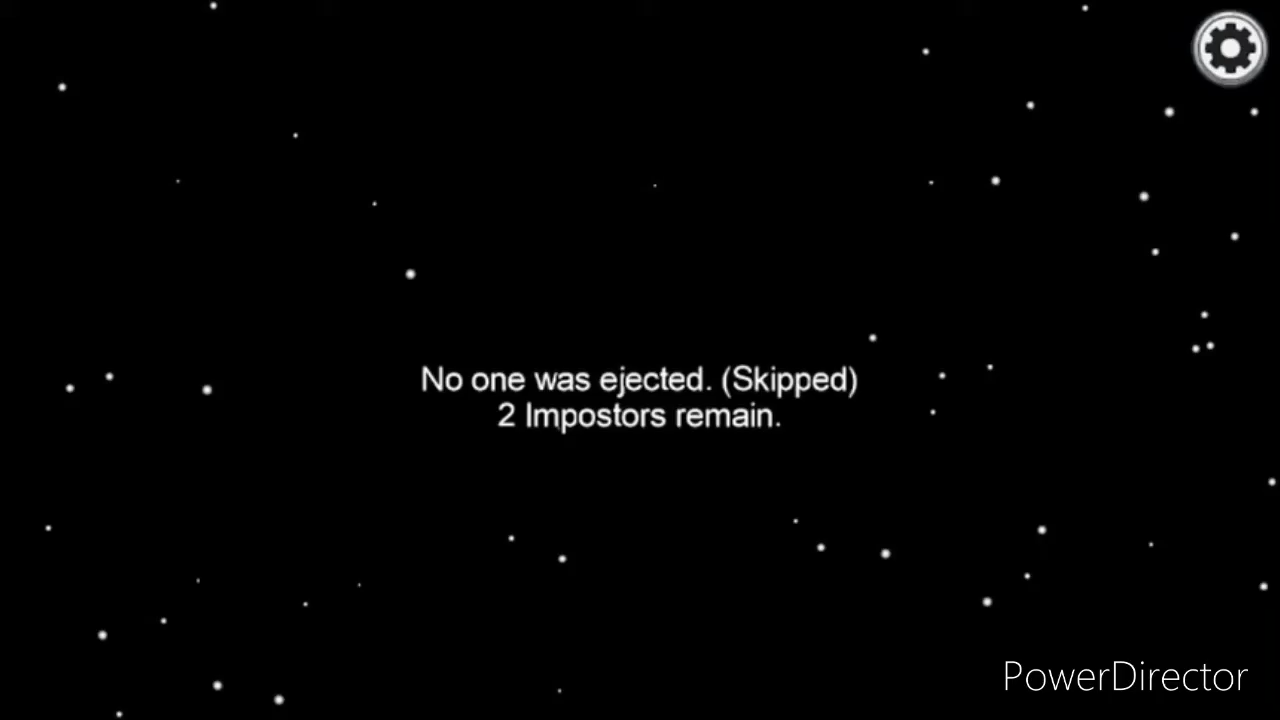 No one was ejected. (Skipped)
2 Impostors remain.
PowerDirector